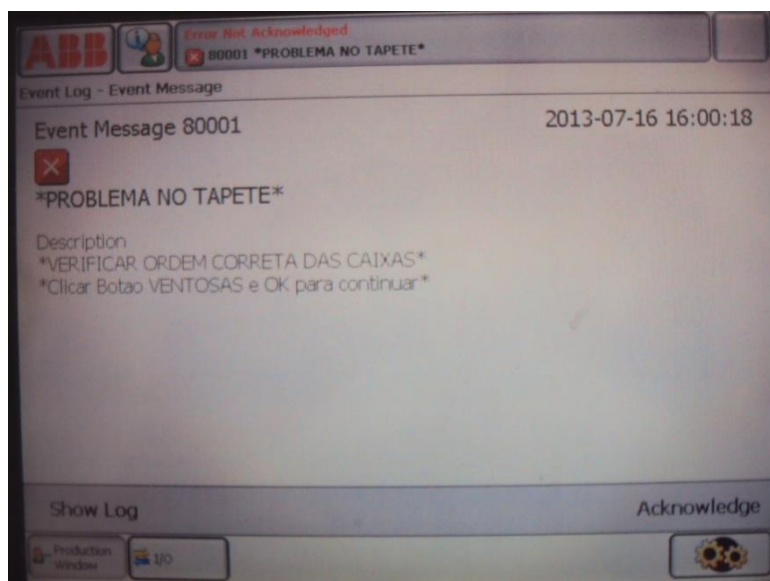 ABB
Error Not Acknowledged
80001 *PROBLEMA NO TAPETE*
Event Log - Event Message
Event Message 80001
2013-07-16 16:00:18
*PROBLEMA NO TAPETE*
Description
*VERIFICAR ORDEM CORRETA DAS CAIXAS*
*Clicar Botao VENTOSAS e OK para continuar*
Show Log
Acknowledge
Production
Window
I/O